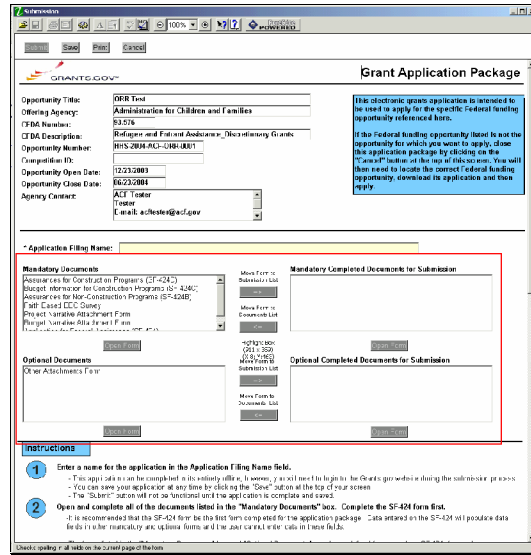 Submission
100%
Submit Save Print Cancel
GRANTS.GOV
Grant Application Package
Opportunity Title: ORR Test
Offering Agency: Administration for Children and Families
CFDA Number: 93.576
CFDA Description: Refugee and Entrant Assistance_Discretionary Grants
Opportunity Number: HHS-2004-ACF-ORR-0001
Competition ID:
Opportunity Open Date: 12/23/2003
Opportunity Close Date: 06/23/2004
Agency Contact: ACF Tester
Tester
E-mail: acftester@acf.gov
This electronic grants application is intended to
be used to apply for the specific Federal funding
opportunity referenced here.
If the Federal funding opportunity listed is not the
opportunity for which you want to apply, close
this application package by clicking on the
"Cancel" button at the top of this screen. You will
then need to locate the correct Federal funding
opportunity, download its application and then
apply.
* Application Filing Name:
Mandatory Documents
Assurances for Construction Programs (SF-424D)
Budget Information for Construction Programs (SF-424C)
Assurances for Non-Construction Programs (SF-424B)
Faith Based EEO Survey
Project Narrative Attachment Form
Budget Narrative Attachment Form
Open Form
Move Form to
Submission List
=>
Move Form to
Documents List
<=
Mandatory Completed Documents for Submission
Open Form
Highlight Box
Move Form to
Submission List
=>
Move Form to
Documents List
<=
Optional Documents
Other Attachments Form
Open Form
Optional Completed Documents for Submission
Open Form
Instructions
1 Enter a name for the application in the Application Filing Name field.
- This application can be completed in its entirety offline; however, you will need to login to the Grants.gov website during the submission process
- You can save your application at any time by clicking the "Save" button at the top of your screen
- The "Submit" button will not be functional until the application is complete and saved.
2 Open and complete all of the documents listed in the "Mandatory Documents" box. Complete the SF-424 form first.
-It is recommended that the SF-424 form be the first form completed for the application package. Data entered on the SF-424 will populate data
fields in other mandatory and optional forms and the user cannot enter data in these fields.
Checks spelling in all fields on the current page of the form